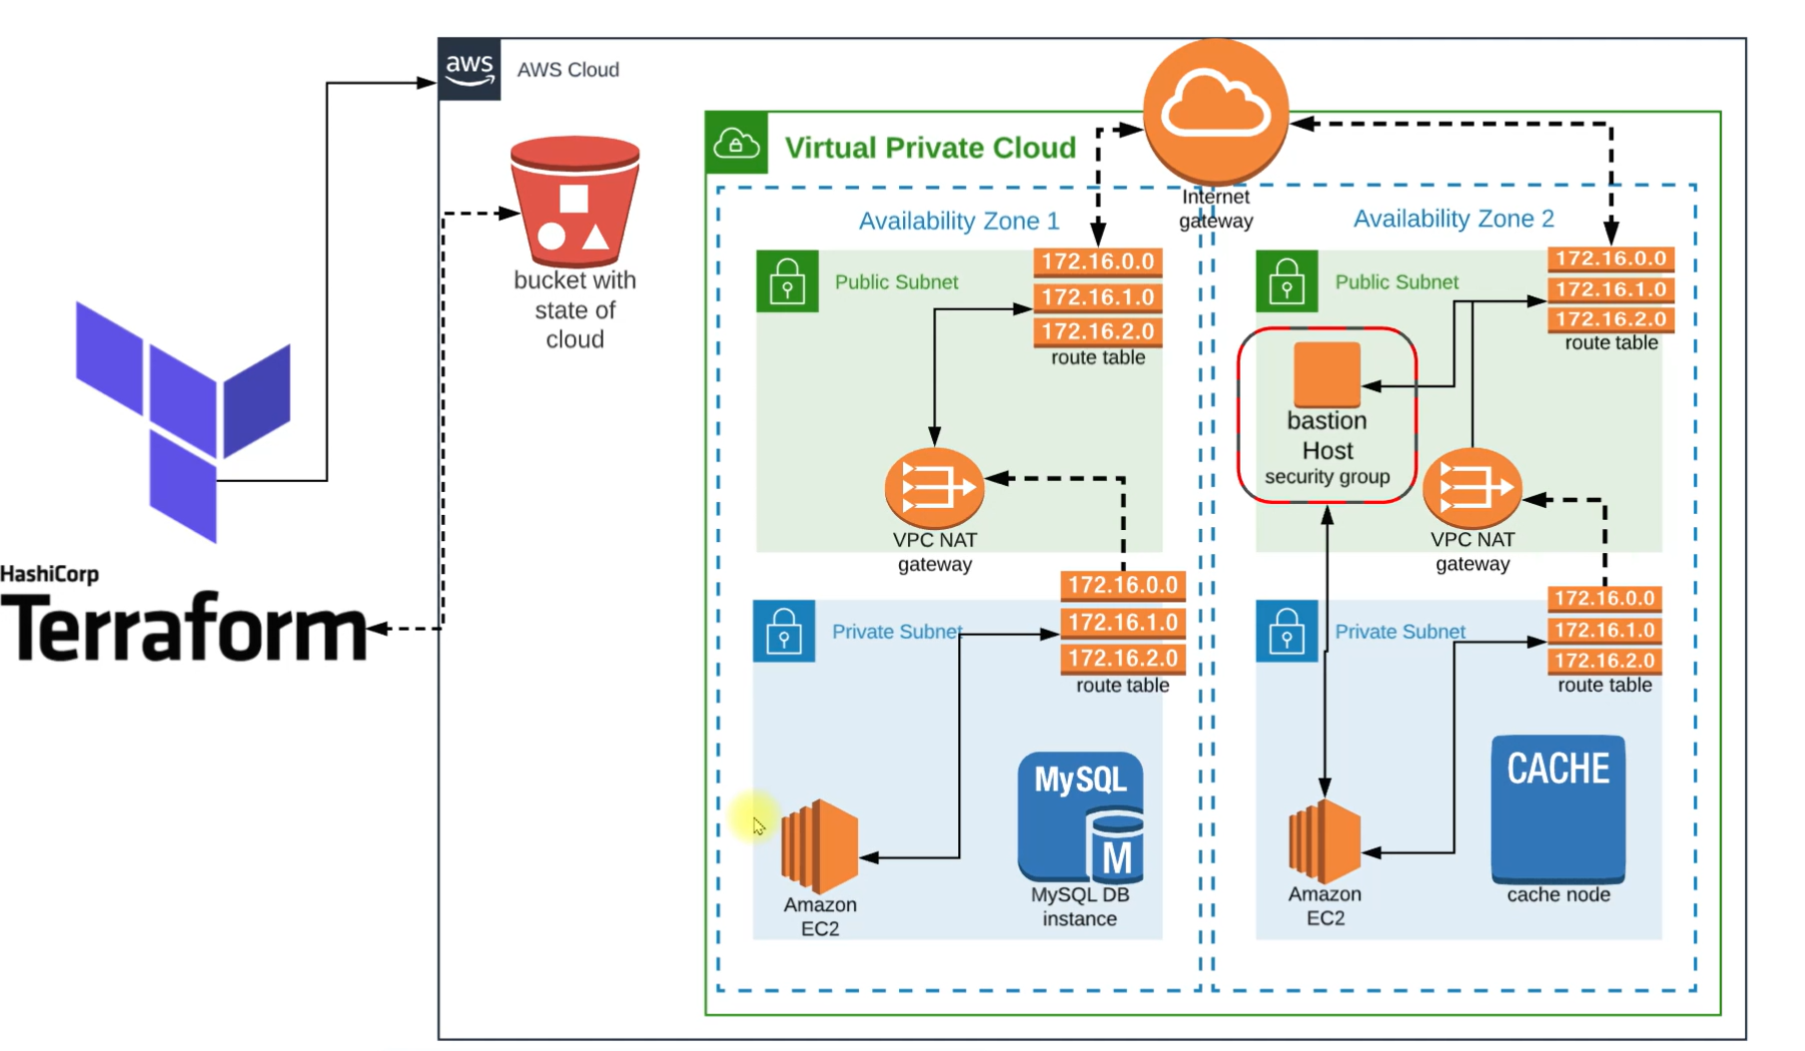 aws
AWS Cloud
bucket with
state of
cloud
HashiCorp
Terraform
Virtual Private Cloud
Internet
gateway
Availability Zone 1
Public Subnet
172.16.0.0
172.16.1.0
172.16.2.0
route table
VPC NAT
gateway
Private Subnet
172.16.0.0
172.16.1.0
172.16.2.0
route table
Amazon
EC2
MySQL
M
MySQL DB
instance
Availability Zone 2
Public Subnet
172.16.0.0
172.16.1.0
172.16.2.0
route table
bastion
Host
security group
VPC NAT
gateway
Private Subnet
172.16.0.0
172.16.1.0
172.16.2.0
route table
Amazon
EC2
CACHE
cache node